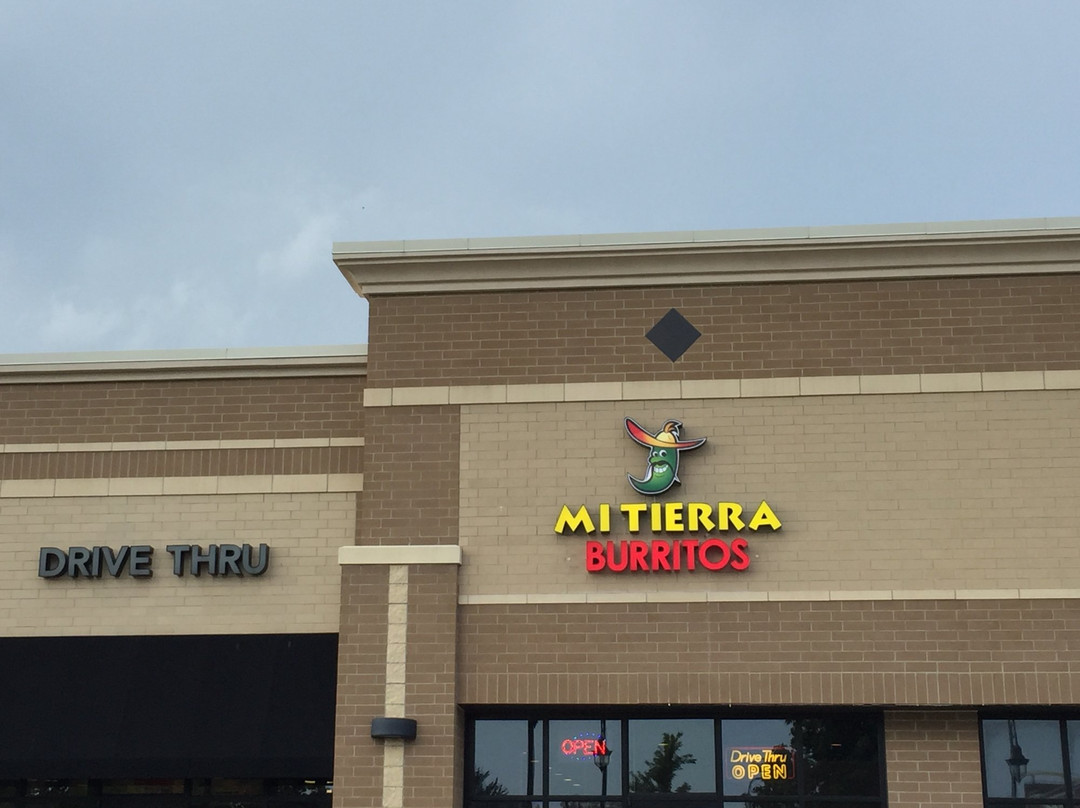 DRIVE THRU
MI TIERRA
BURRITOS
OPEN
Drive Thru
OPEN